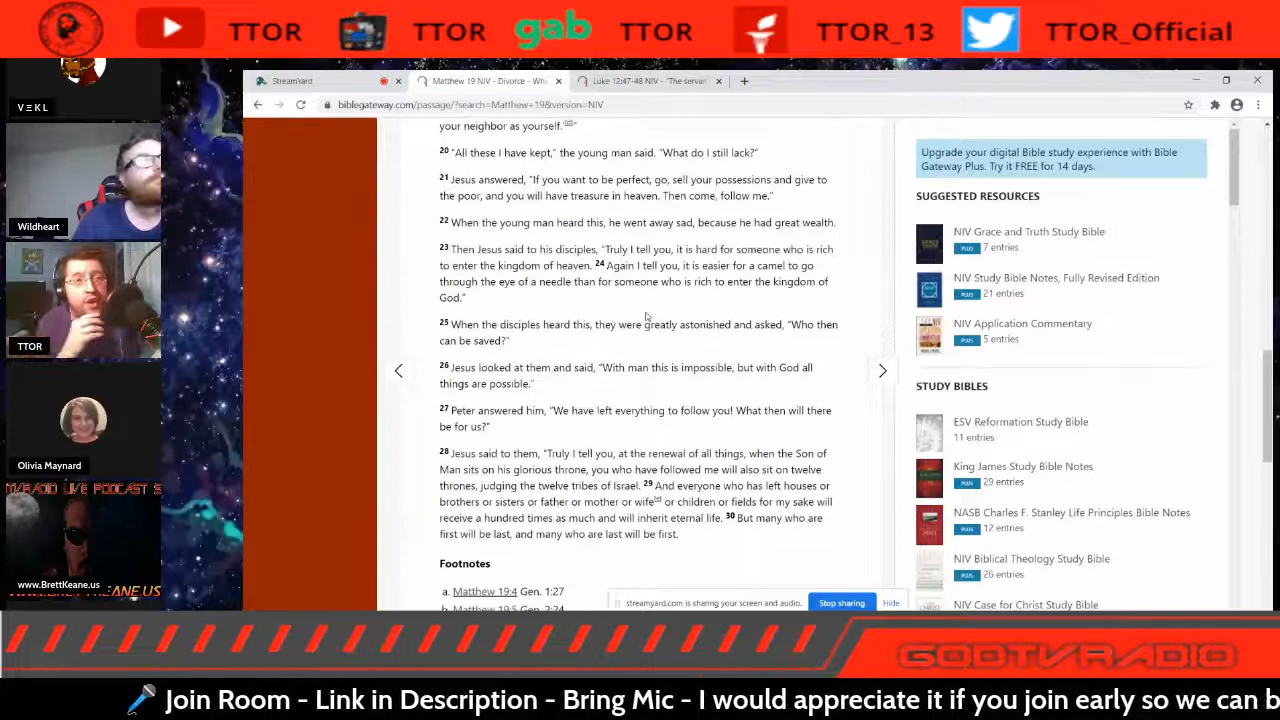 TTOR TTOR gab TTOR TTOR_13 TTOR_Official
VΞKL
Wildheart
TTOR
Olivia Maynard
LIVE PODCAST S
www.BrettKeane.us
StreamYard
Matthew 19 NIV - Divorce - Wh
Luke 12:47-48 NIV - "The servan
biblegateway.com/passage/?search=Matthew+19&version=NIV
your neighbor as yourself.
20 "All these I have kept," the young man said. "What do I still lack?"
21 Jesus answered, "If you want to be perfect, go, sell your possessions and give to
the poor, and you will have treasure in heaven. Then come, follow me."
22 When the young man heard this, he went away sad, because he had great wealth.
23 Then Jesus said to his disciples, "Truly I tell you, it is hard for someone who is rich
to enter the kingdom of heaven. 24 Again I tell you, it is easier for a camel to go
through the eye of a needle than for someone who is rich to enter the kingdom of
God."
25 When the disciples heard this, they were greatly astonished and asked, "Who then
can be saved?"
26 Jesus looked at them and said, "With man this is impossible, but with God all
things are possible."
27 Peter answered him, "We have left everything to follow you! What then will there
be for us?"
28 Jesus said to them, "Truly I tell you, at the renewal of all things, when the Son of
Man sits on his glorious throne, you who have followed me will also sit on twelve
thrones, judging the twelve tribes of Israel. 29 And everyone who has left houses or
brothers or sisters or father or mother or wife or children or fields for my sake will
receive a hundred times as much and will inherit eternal life. 30 But many who are
first will be last, and many who are last will be first.
Footnotes
a. Matthew 19:4 Gen. 1:27
b. Matthew 19:5 Gen. 2:24
Upgrade your digital Bible study experience with Bible
Gateway Plus. Try it FREE for 14 days.
SUGGESTED RESOURCES
NIV Grace and Truth Study Bible
PLUS 7 entries
NIV Study Bible Notes, Fully Revised Edition
PLUS 21 entries
NIV Application Commentary
PLUS 5 entries
STUDY BIBLES
ESV Reformation Study Bible
11 entries
King James Study Bible Notes
PLUS 29 entries
NASB Charles F. Stanley Life Principles Bible Notes
PLUS 12 entries
NIV Biblical Theology Study Bible
PLUS 26 entries
NIV Case for Christ Study Bible
streamyard.com is sharing your screen and audio. Stop sharing Hide
GODTVRADIO
Join Room - Link in Description - Bring Mic - I would appreciate it if you join early so we can b